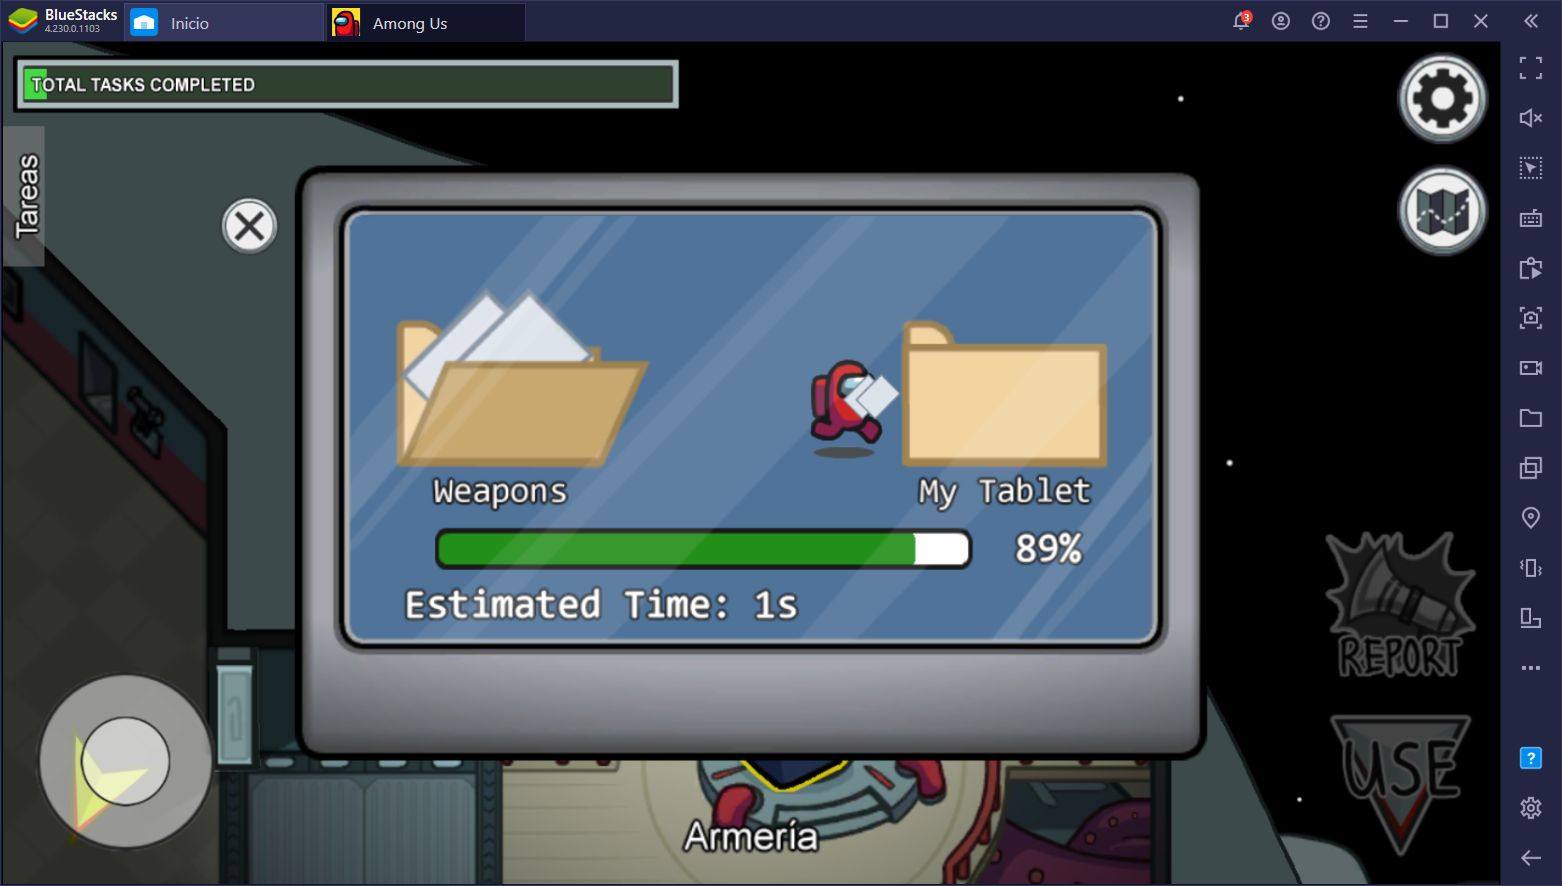 BlueStacks
4.230.0.1103
Inicio
Among Us
3
TOTAL TASKS COMPLETED
Tareas
Weapons
My Tablet
89%
Estimated Time: 1s
REPORT
USE
Armería